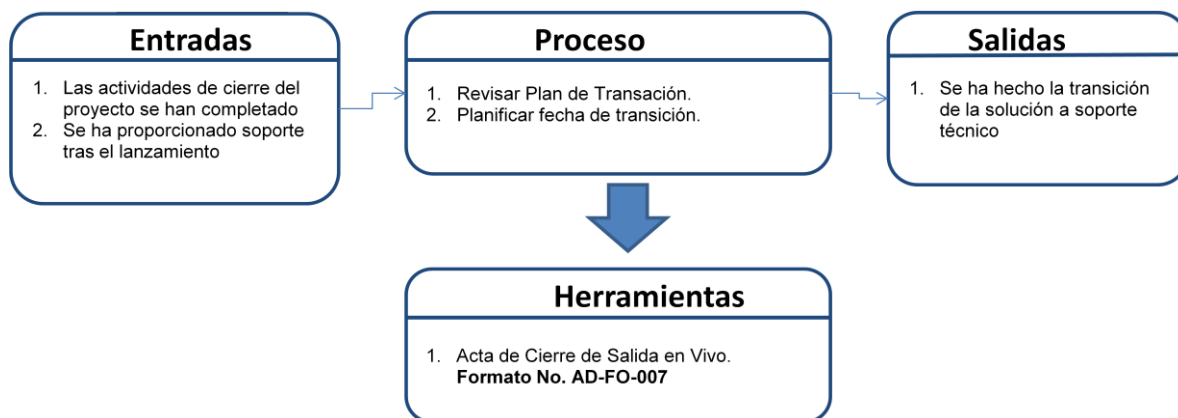 Entradas
1. Las actividades de cierre del
proyecto se han completado
2. Se ha proporcionado soporte
tras el lanzamiento
Proceso
1. Revisar Plan de Transación.
2. Planificar fecha de transición.
Salidas
1. Se ha hecho la transición
de la solución a soporte
técnico
Herramientas
1. Acta de Cierre de Salida en Vivo.
Formato No. AD-FO-007